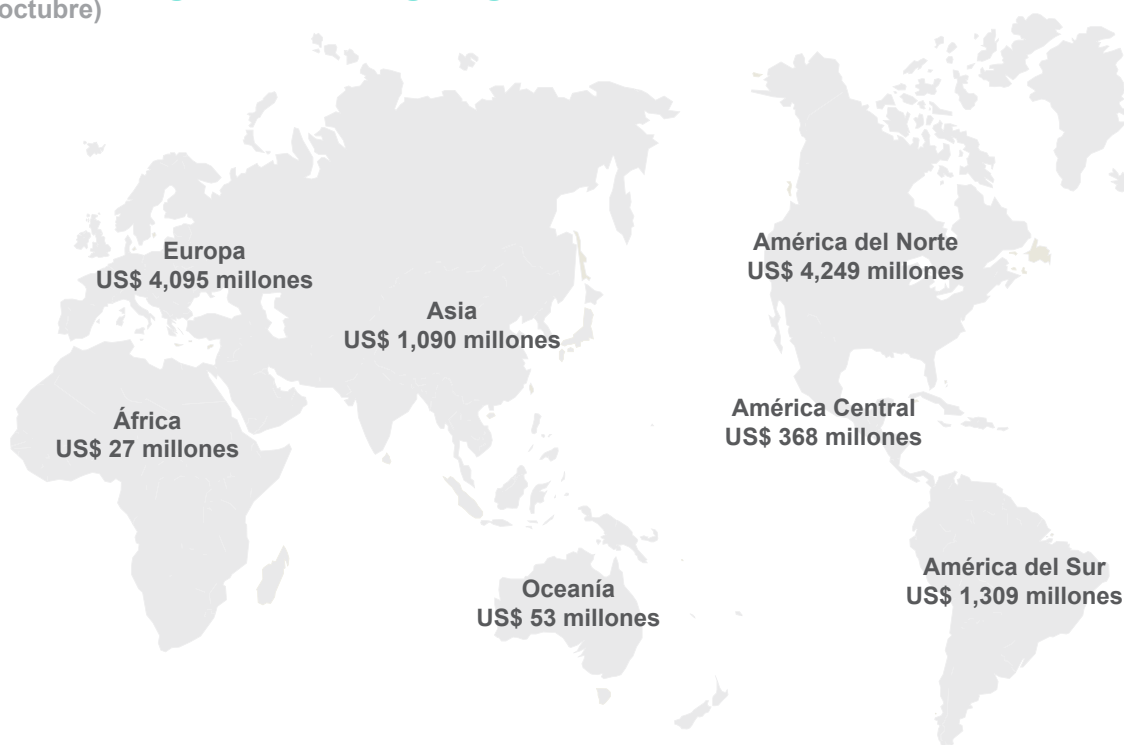 octubre)
Europa
US$ 4,095 millones
América del Norte
US$ 4,249 millones
Asia
US$ 1,090 millones
América Central
US$ 368 millones
África
US$ 27 millones
América del Sur
US$ 1,309 millones
Oceanía
US$ 53 millones